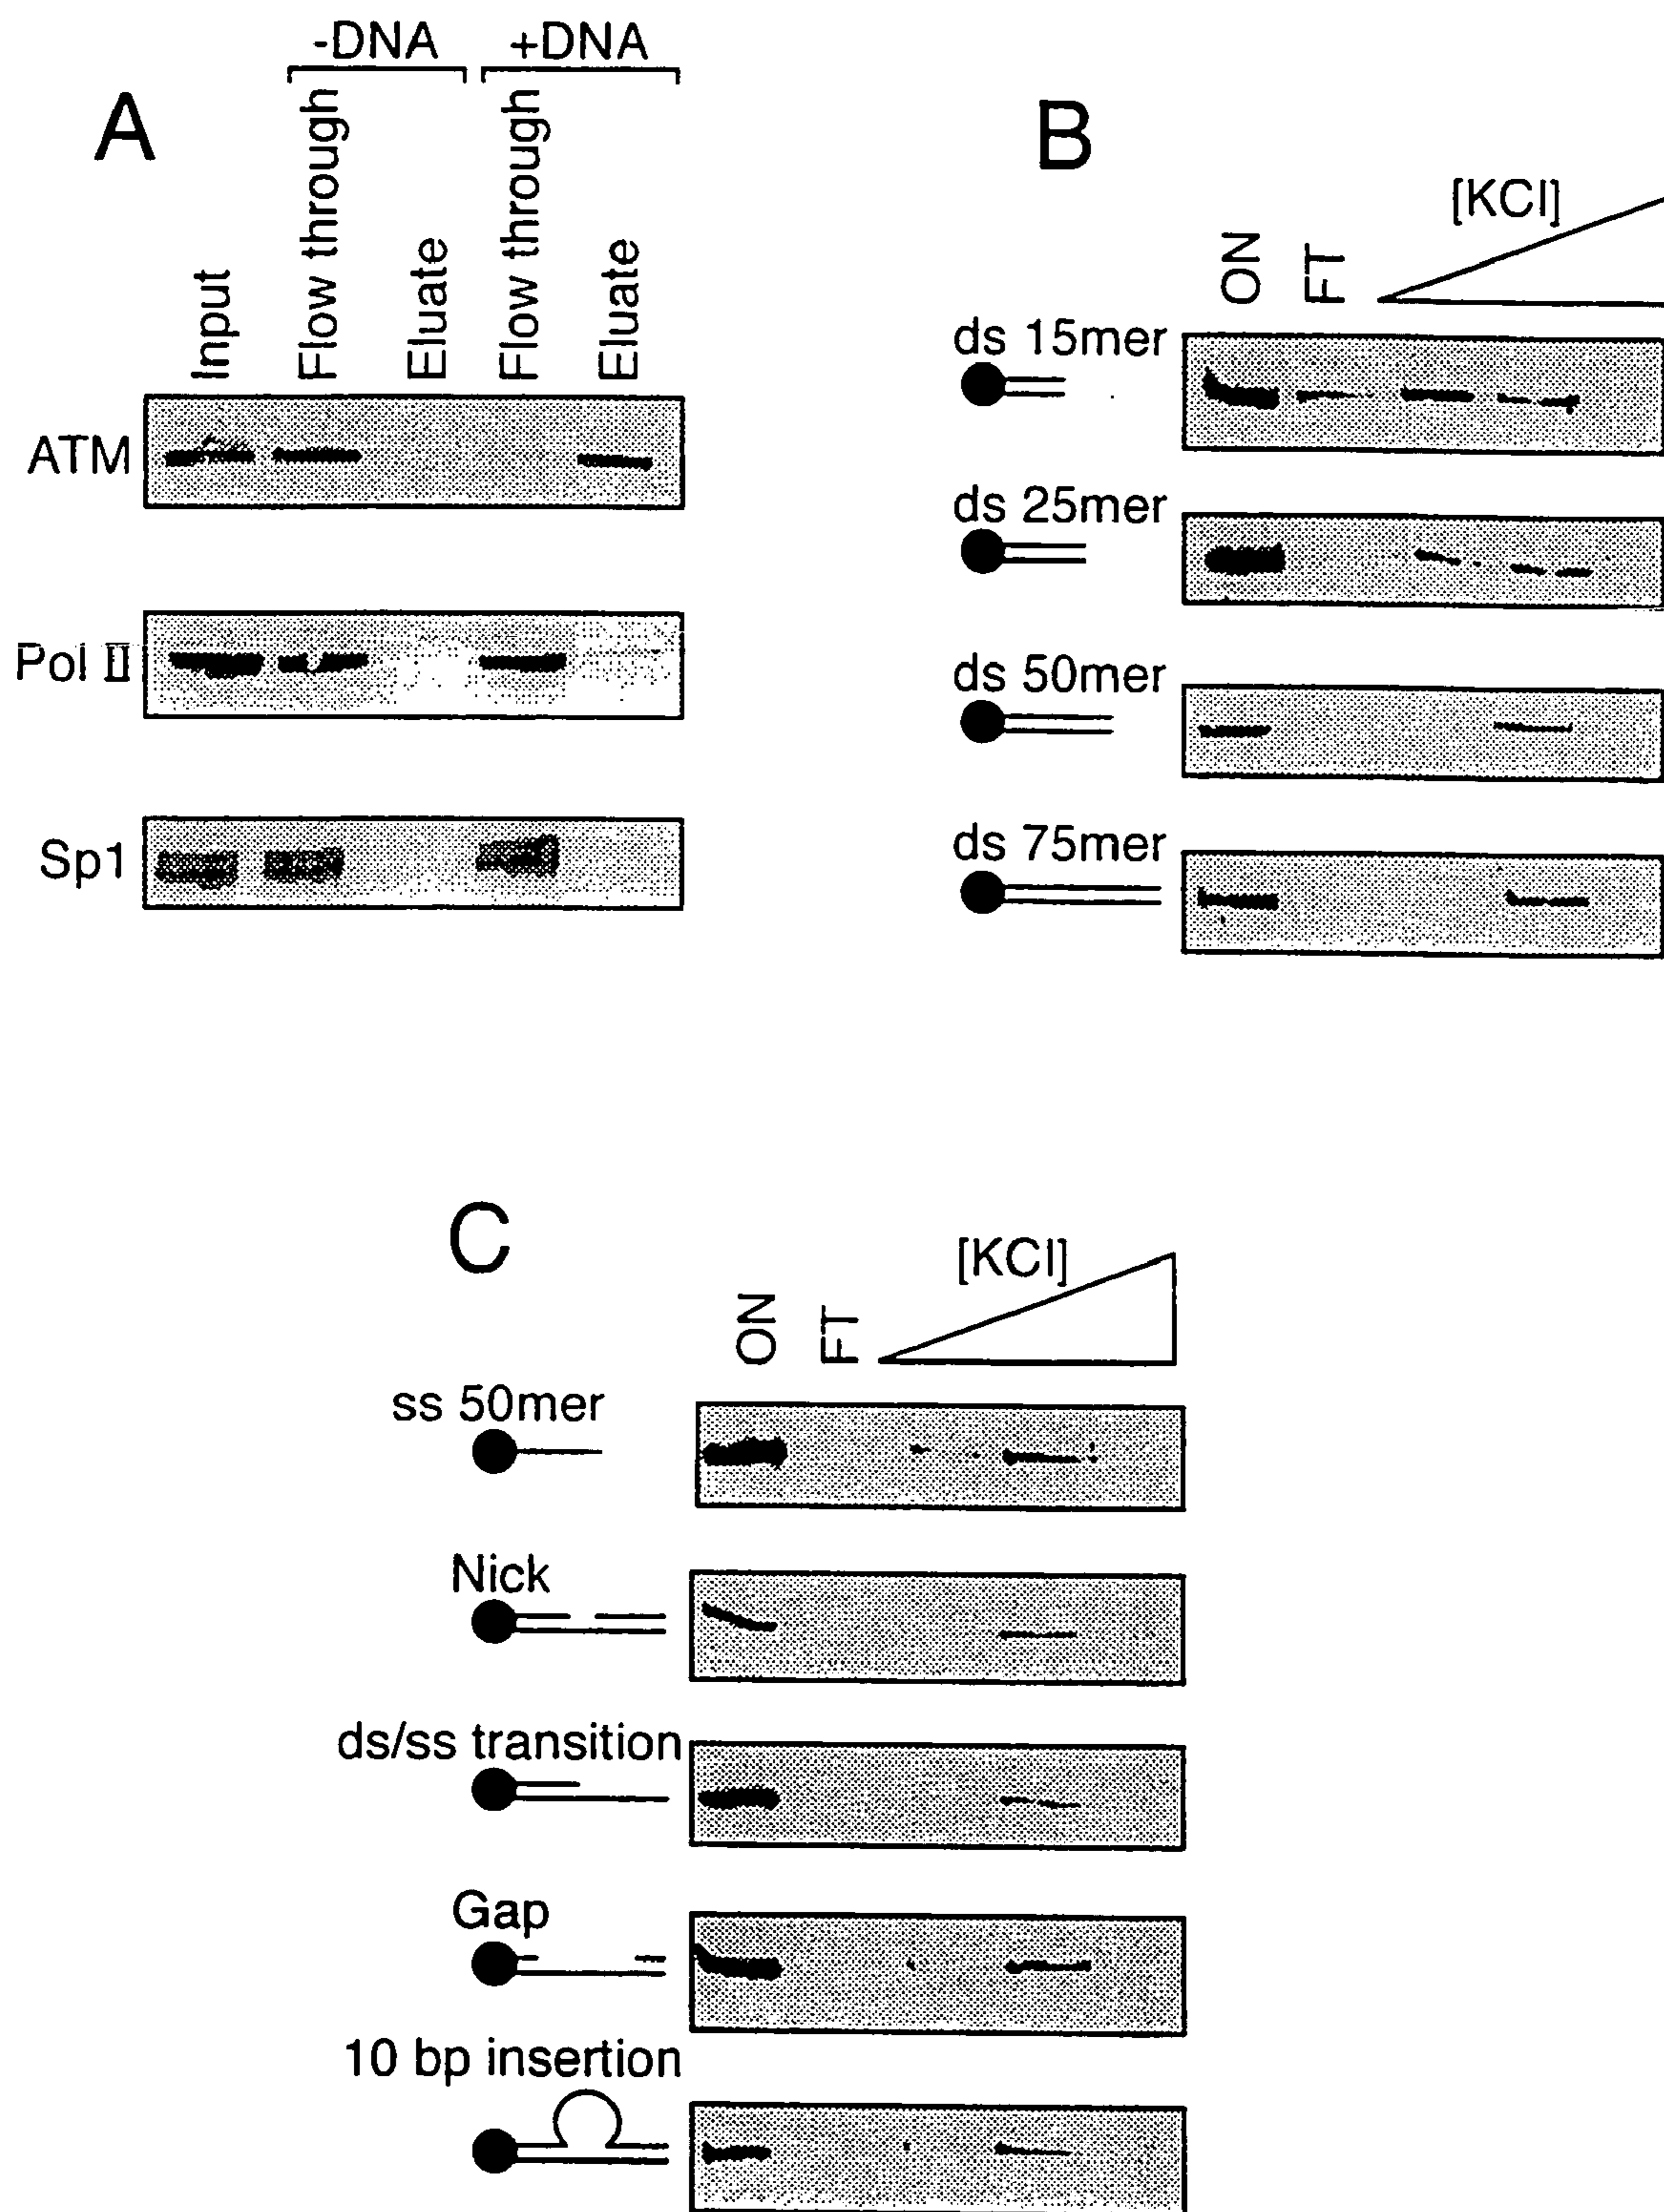 A
-DNA +DNA
Input
Flow through
Eluate
Flow through
Eluate
ATM
Pol II
Sp1
B
ON
FT
[KCl]
ds 15mer
ds 25mer
ds 50mer
ds 75mer
C
ON
FT
[KCl]
ss 50mer
Nick
ds/ss transition
Gap
10 bp insertion